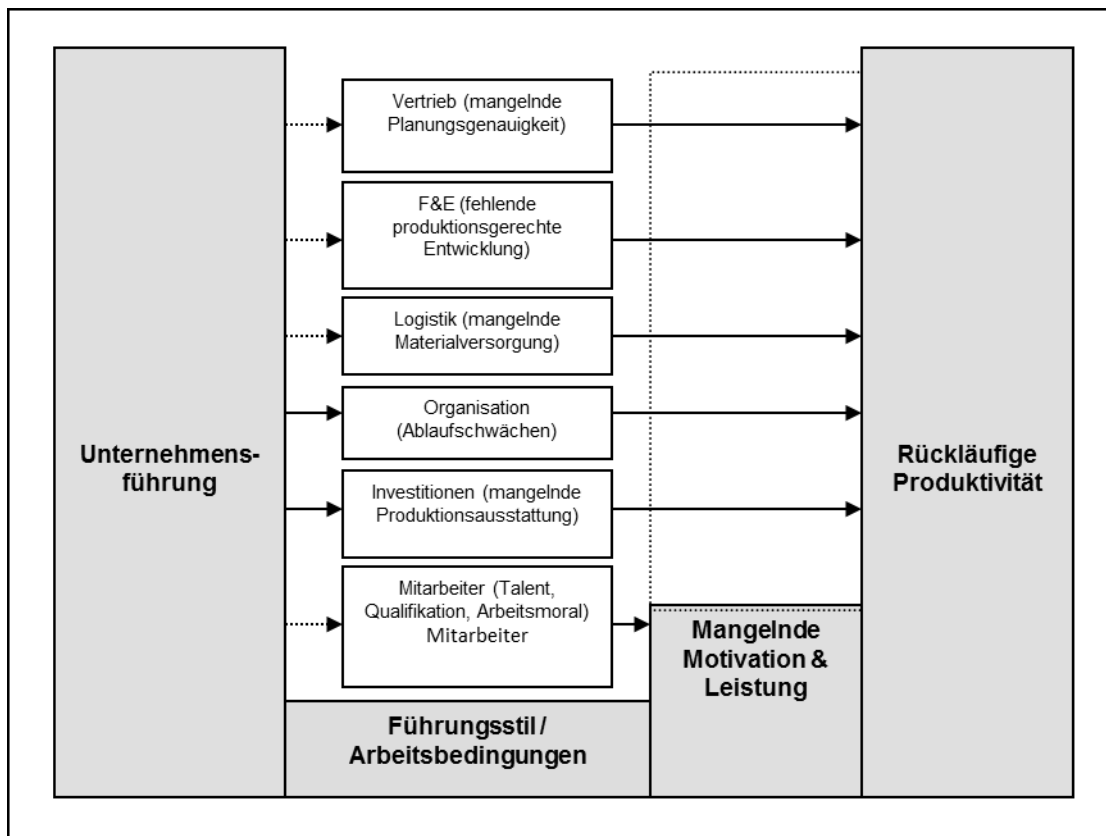 Vertrieb (mangelnde
Planungsgenauigkeit)
F&E (fehlende
produktionsgerechte
Entwicklung)
Logistik (mangelnde
Materialversorgung)
Organisation
(Ablaufschwächen)
Unternehmens-
führung
Rückläufige
Produktivität
Investitionen (mangelnde
Produktionsausstattung)
Mitarbeiter (Talent,
Qualifikation, Arbeitsmoral)
Mitarbeiter
Mangelnde
Motivation &
Leistung
Führungsstil /
Arbeitsbedingungen